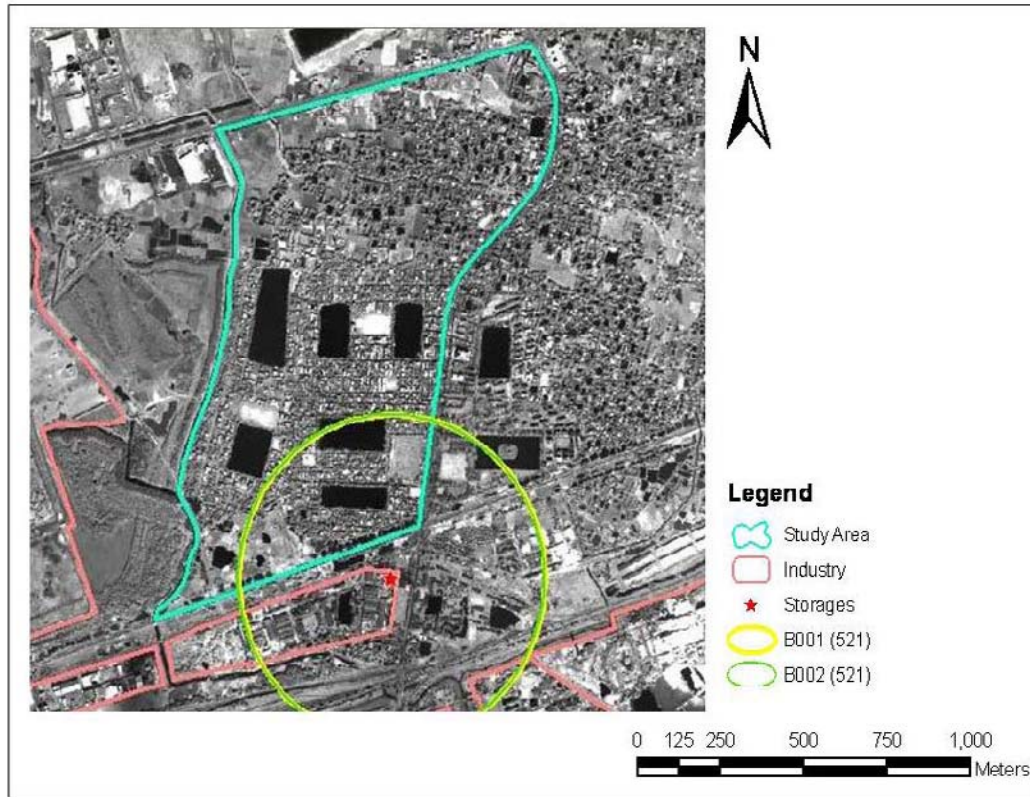 N
Legend
Study Area
Industry
Storages
B001 (521)
B002 (521)
0 125 250 500 750 1,000
Meters